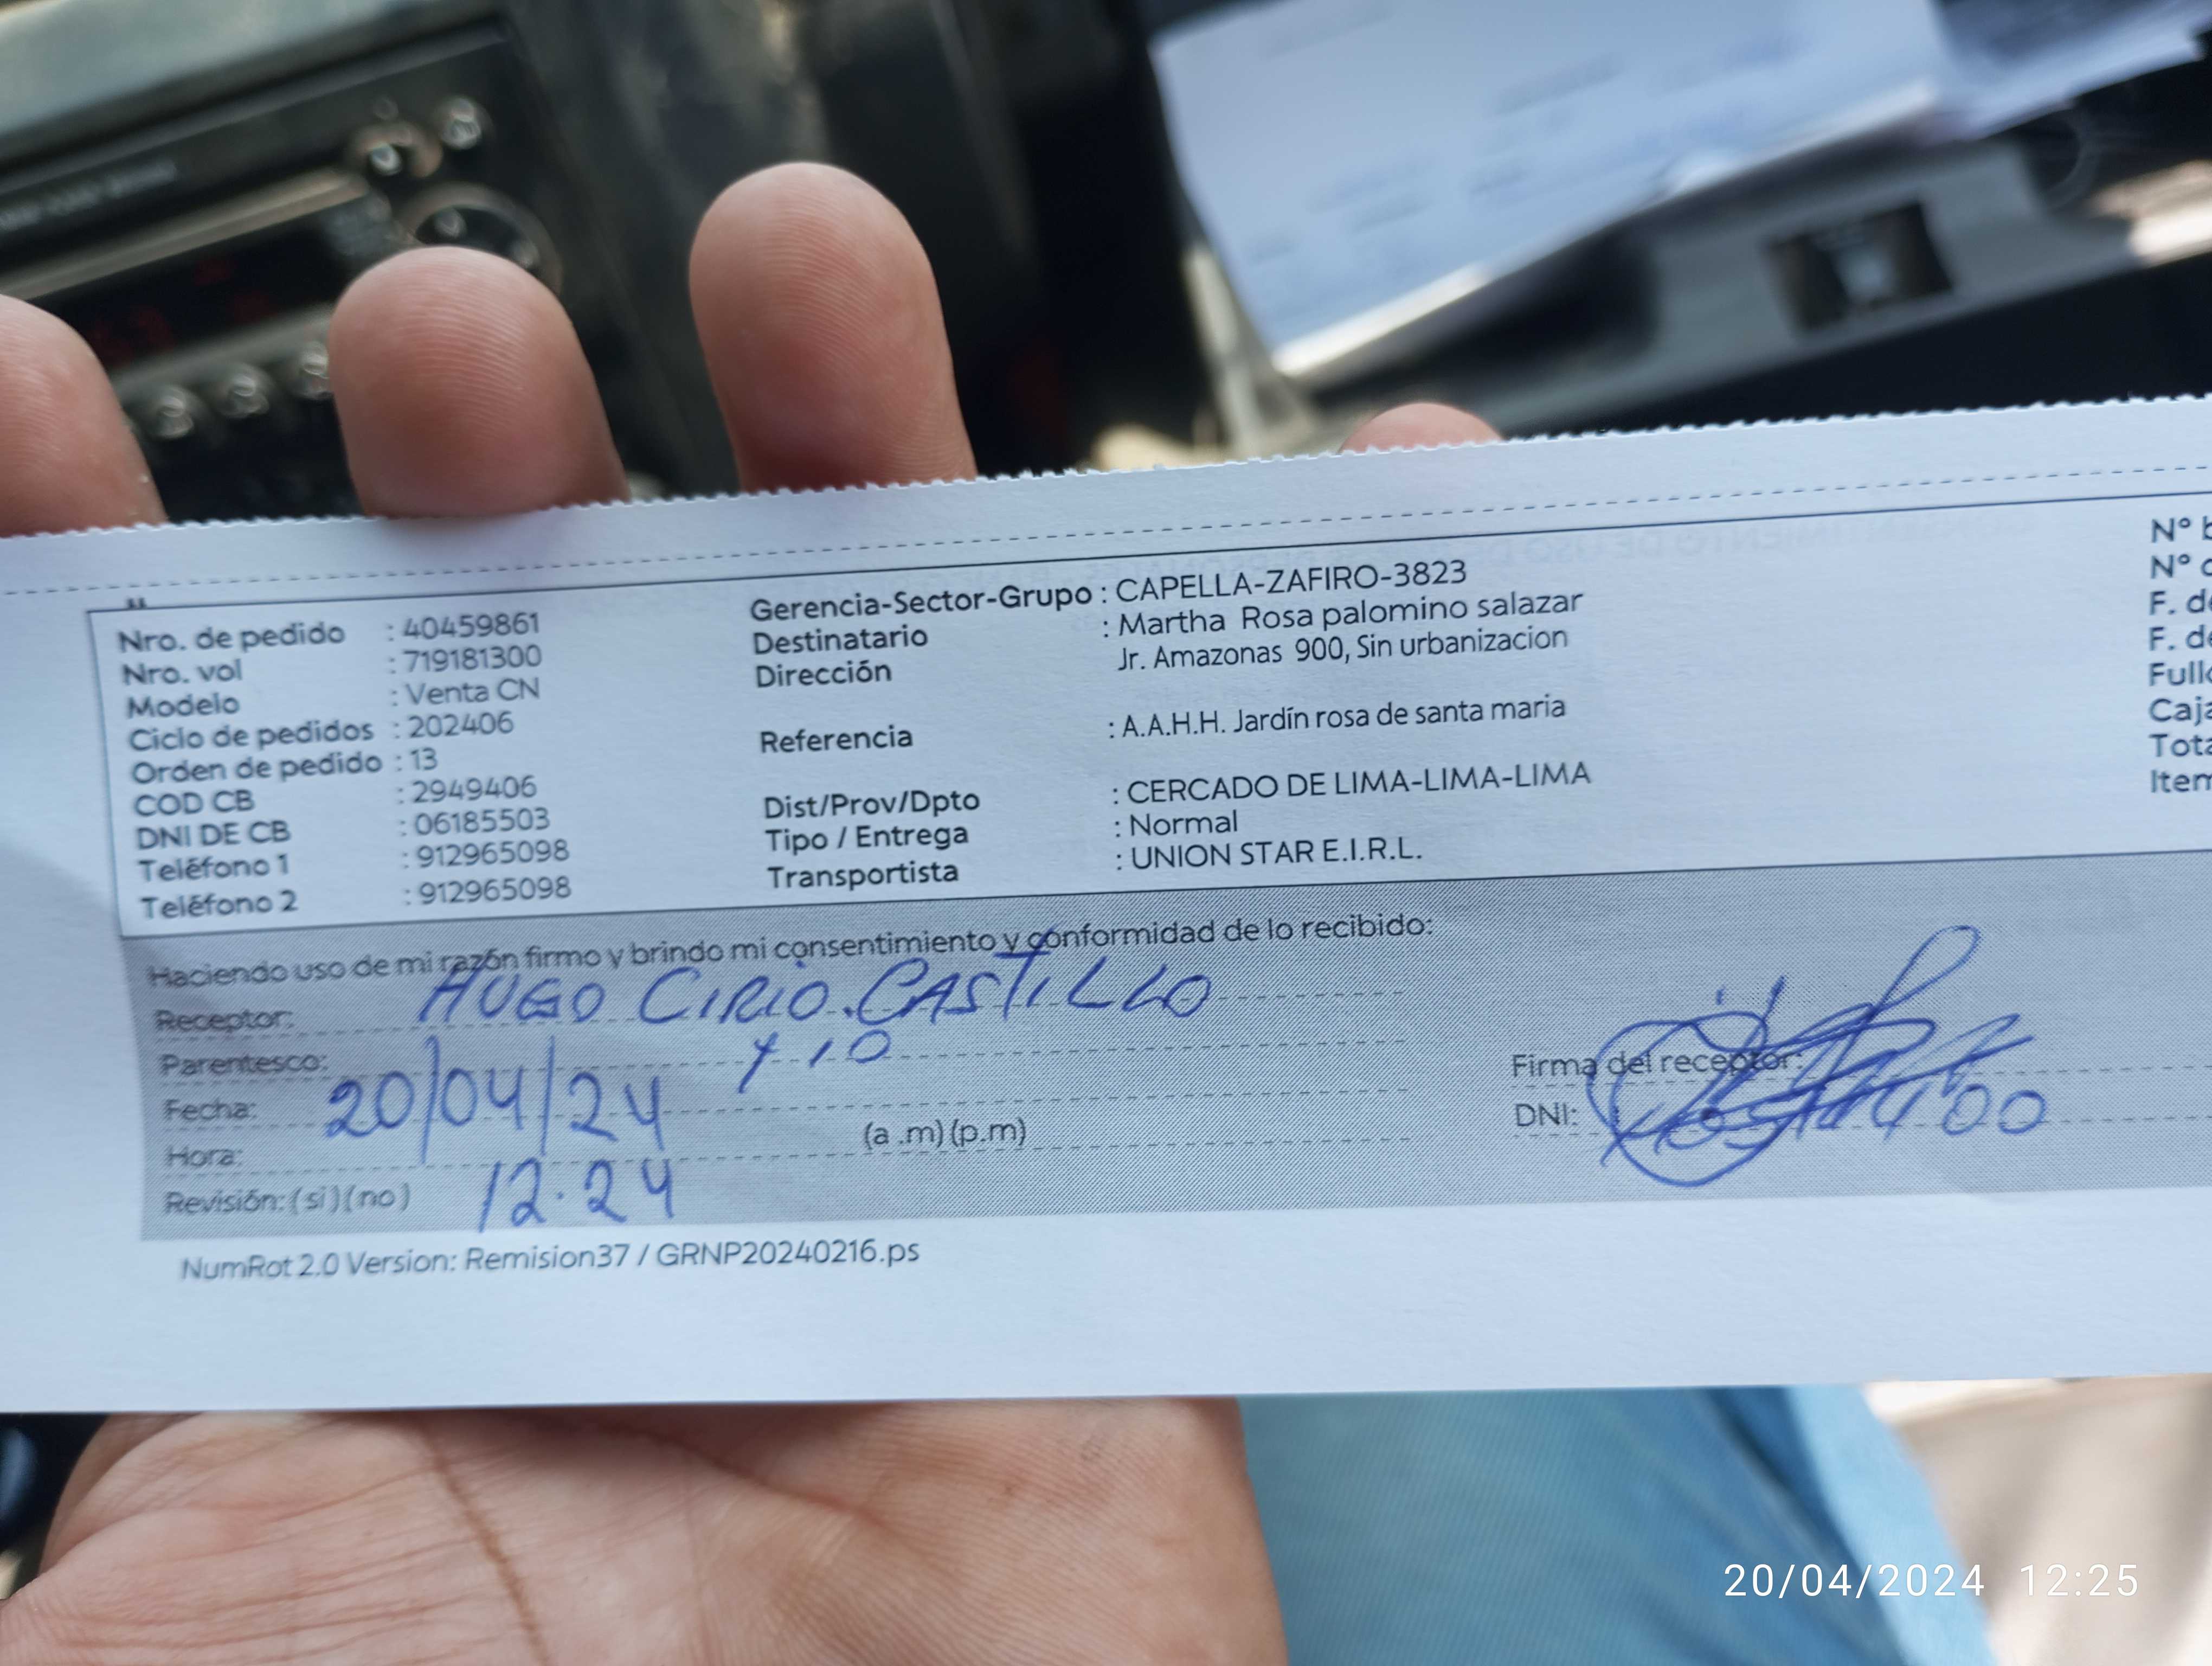 Nro. de pedido : 40459861
Nro. vol : 719181300
Modelo : Venta CN
Ciclo de pedidos : 202406
Orden de pedido : 13
COD CB : 2949406
DNI DE CB : 06185503
Teléfono 1 : 912965098
Teléfono 2 : 912965098
Gerencia-Sector-Grupo : CAPELLA-ZAFIRO-3823
Destinatario : Martha Rosa palomino salazar
Dirección Jr. Amazonas 900, Sin urbanizacion
Referencia : A.A.H.H. Jardín rosa de santa maria
Dist/Prov/Dpto : CERCADO DE LIMA-LIMA-LIMA
Tipo / Entrega : Normal
Transportista : UNION STAR E.I.R.L.
N°
N°
F.
F.
Haciendo uso de mi razón firmo y brindo mi consentimiento y conformidad de lo recibido:
Receptor: HUGO CIRIO.CASTILLO
Parentesco:
Fecha: 20/04/24
Hora: 12.24 (a .m) (p.m)
Revisión: (si) (no)
Firma del receptor:
DNI:
NumRot 2.0 Version: Remision37 / GRNP20240216.ps
20/04/2024 12:25